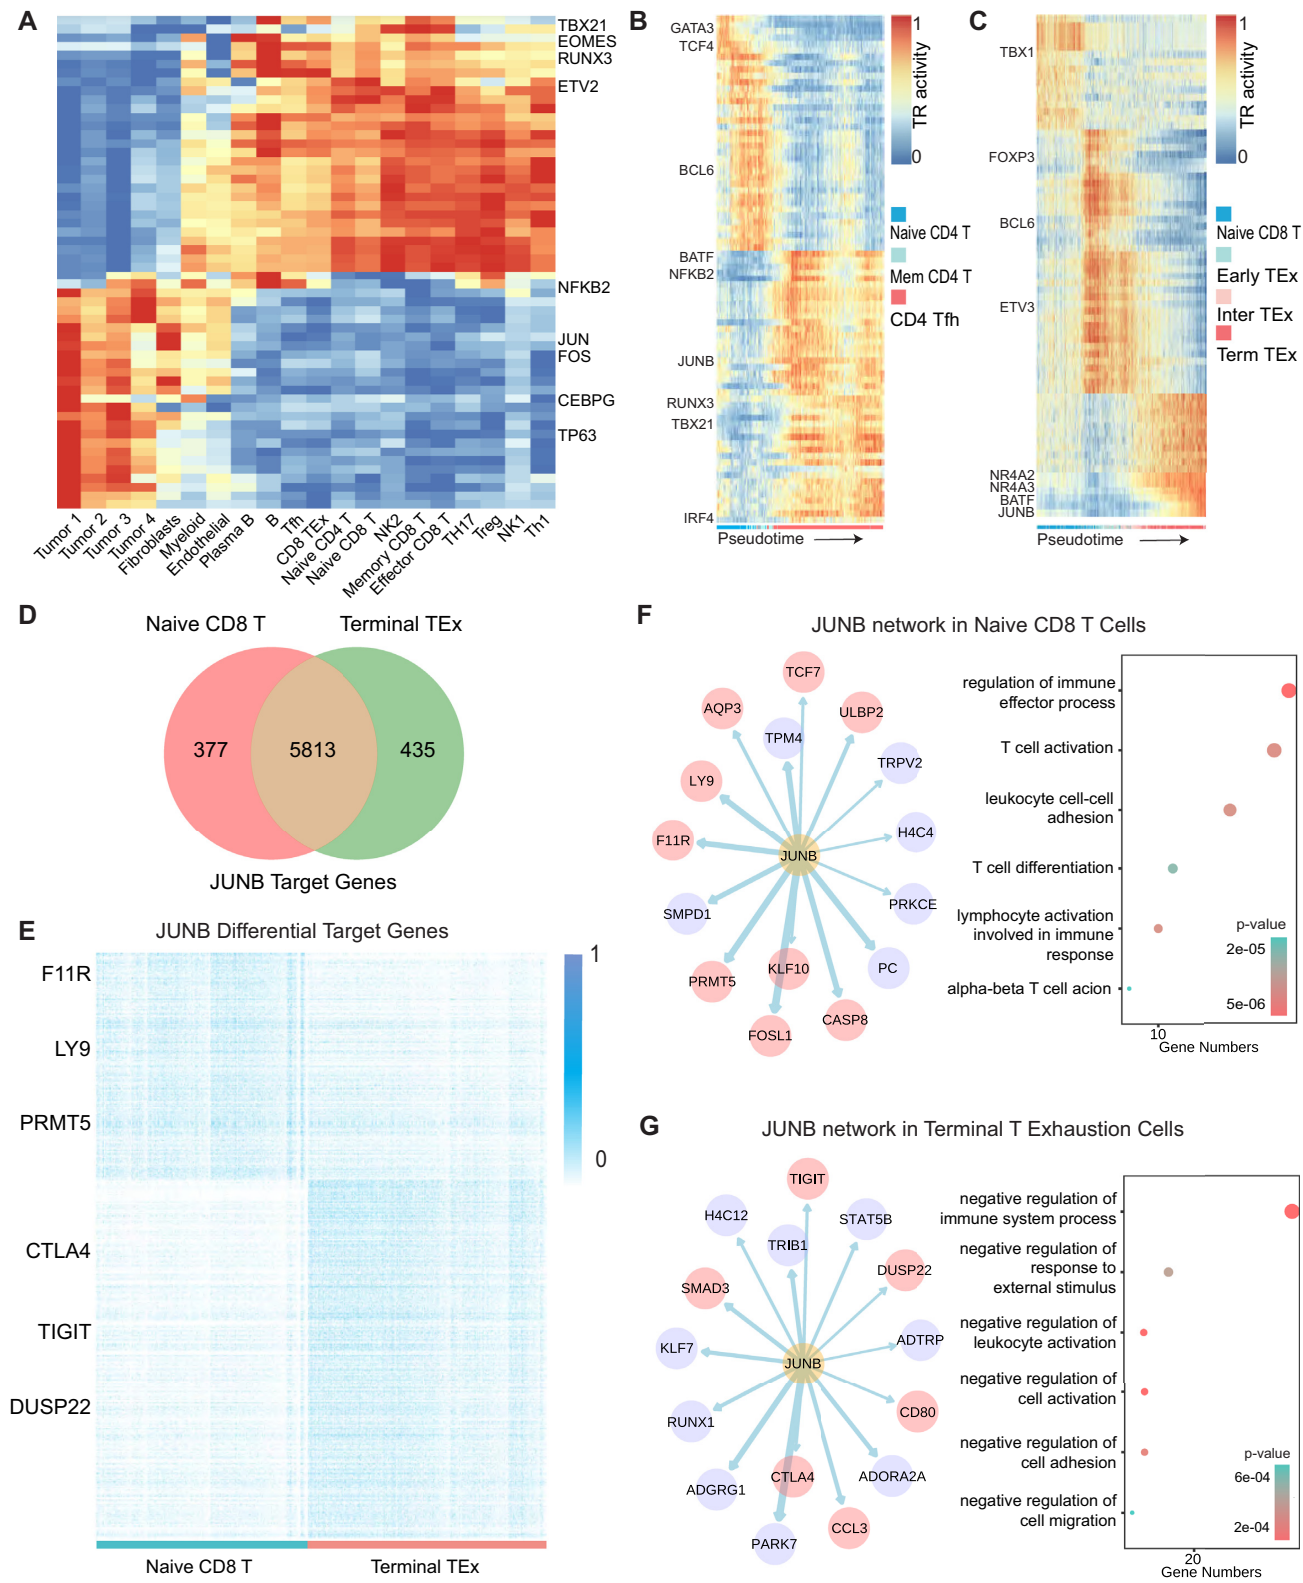 A
TBX21
EOMES
RUNX3
ETV2
NFKB2
JUN
FOS
CEBPG
TP63
Tumor 1
Tumor 2
Tumor 3
Tumor 4
Fibroblasts
Myeloid
Endothelial
Plasma B
B
Tfh
CD8 TEx
Naive CD4 T
Naive CD8 T
NK2
Memory CD8 T
Effector CD8 T
TH17
Treg
NK1
Th1
B
GATA3
TCF4
BCL6
BATF
NFKB2
JUNB
RUNX3
TBX21
IRF4
Pseudotime
1
TR activity
0
Naive CD4 T
Mem CD4 T
CD4 Tfh
C
TBX1
FOXP3
BCL6
ETV3
NR4A2
NR4A3
BATF
JUNB
Pseudotime
1
TR activity
0
Naive CD8 T
Early TEx
Inter TEx
Term TEx
D
Naive CD8 T
Terminal TEx
377
5813
435
JUNB Target Genes
E
JUNB Differential Target Genes
F11R
LY9
PRMT5
CTLA4
TIGIT
DUSP22
1
0
Naive CD8 T
Terminal TEx
F
JUNB network in Naive CD8 T Cells
TCF7
AQP3
ULBP2
TPM4
TRPV2
LY9
H4C4
F11R
JUNB
PRKCE
SMPD1
PC
KLF10
PRMT5
CASP8
FOSL1
regulation of immune
effector process
T cell activation
leukocyte cell-cell
adhesion
T cell differentiation
lymphocyte activation
involved in immune
response
alpha-beta T cell acion
p-value
2e-05
5e-06
10
Gene Numbers
G
JUNB network in Terminal T Exhaustion Cells
TIGIT
H4C12
STAT5B
TRIB1
DUSP22
SMAD3
ADTRP
KLF7
JUNB
CD80
RUNX1
CTLA4
ADORA2A
ADGRG1
CCL3
PARK7
negative regulation of
immune system process
negative regulation of
response to
external stimulus
negative regulation of
leukocyte activation
negative regulation of
cell activation
negative regulation of
cell adhesion
negative regulation of
cell migration
p-value
6e-04
2e-04
20
Gene Numbers